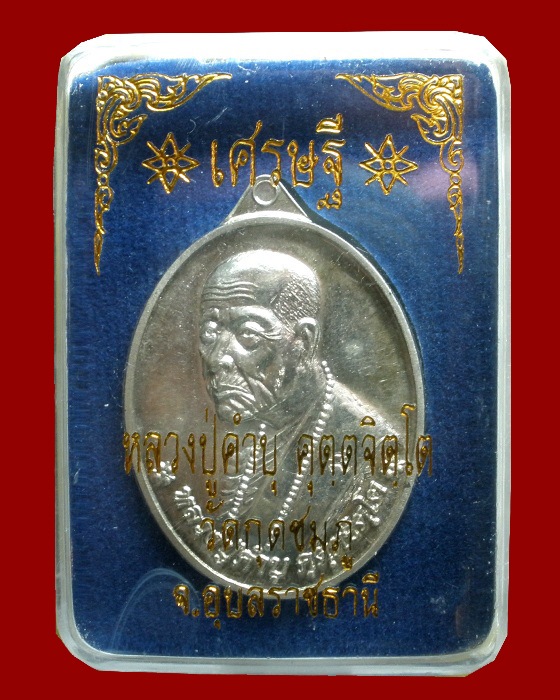 เศรษฐี
หลวงปู่คำบุ คุตฺตจิตฺโต
วัดกุดชมภู
จ.อุบลราชธานี